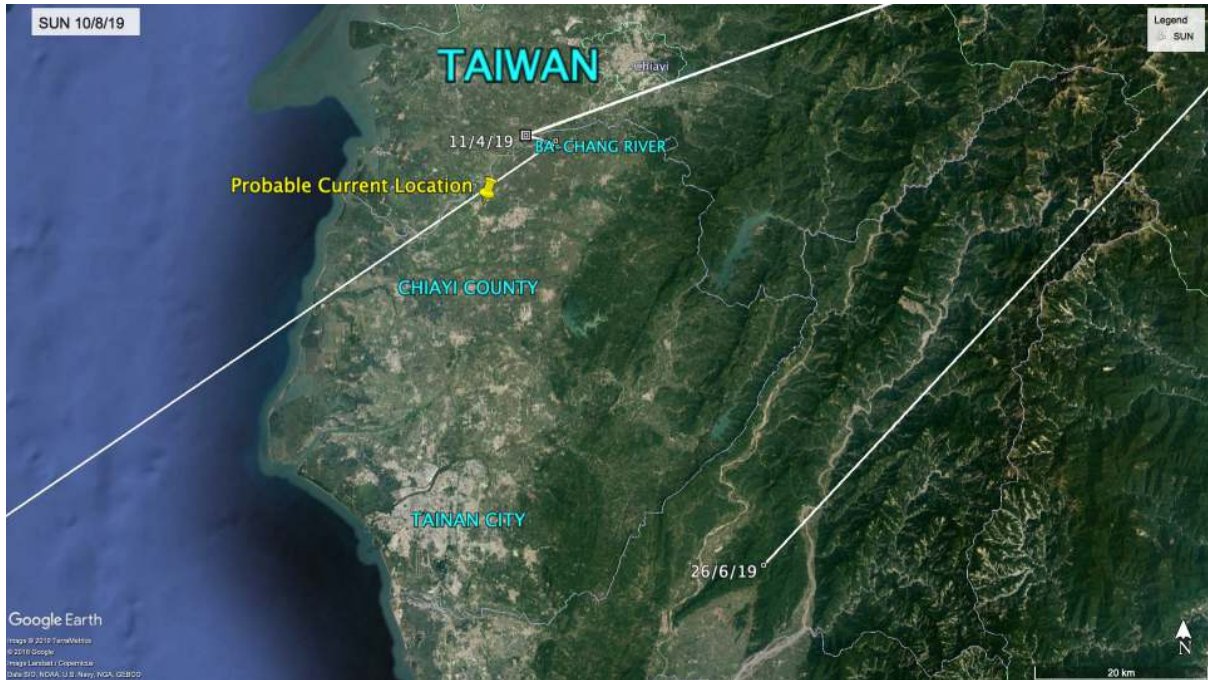 SUN 10/8/19
Legend
SUN
TAIWAN
Chiayi
11/4/19
BA-CHANG RIVER
Probable Current Location
CHIAYI COUNTY
TAINAN CITY
26/6/19
Google Earth
Image © 2019 TerraMetrics
© 2018 Google
Image Landsat / Copernicus
Data SIO, NOAA, U.S. Navy, NGA, GEBCO
N
20 km